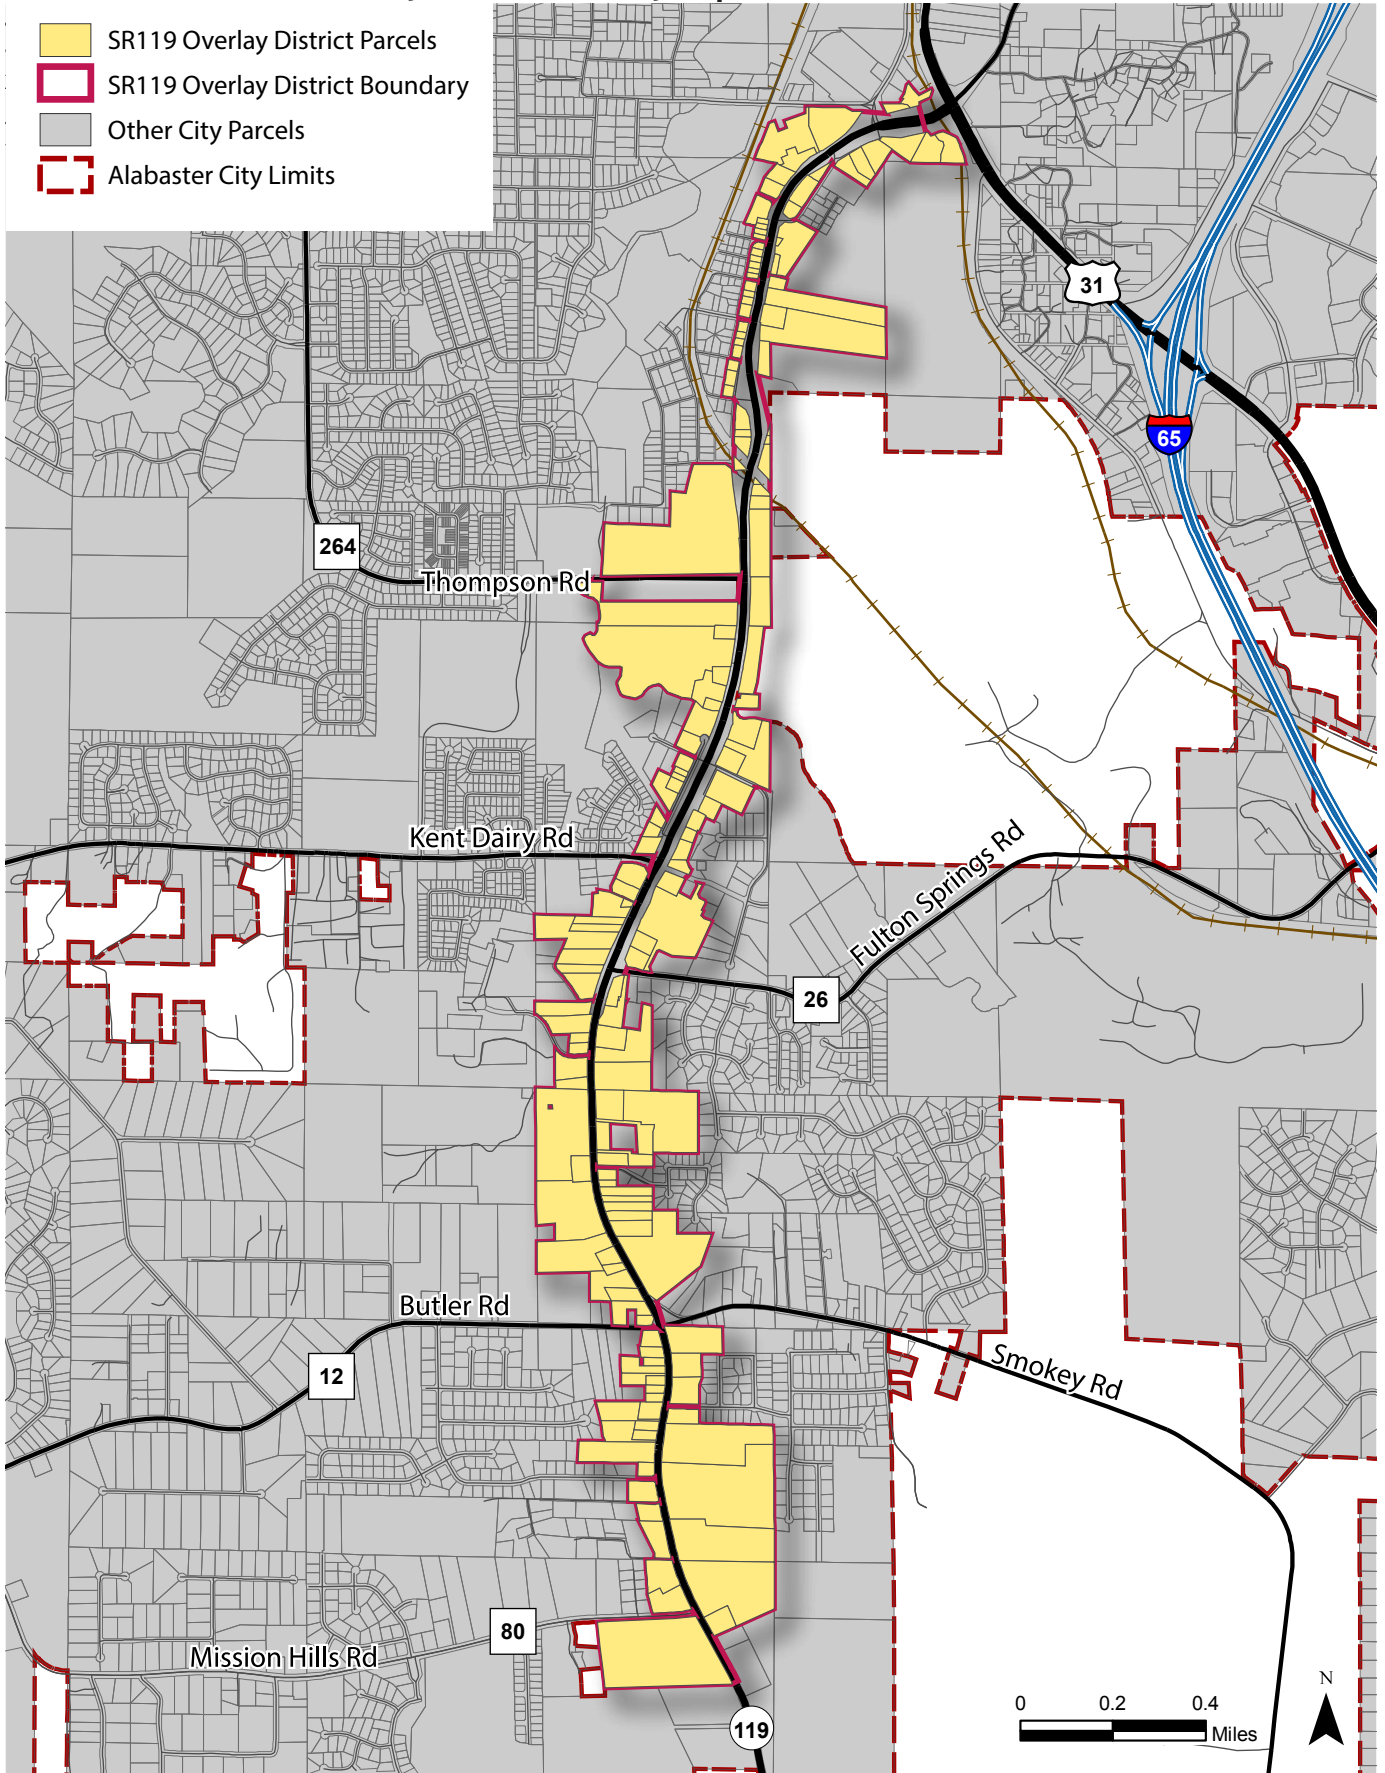 SR119 Overlay District Parcels
SR119 Overlay District Boundary
Other City Parcels
Alabaster City Limits
31
65
264
Thompson Rd
Kent Dairy Rd
Fulton Springs Rd
26
Butler Rd
12
Smokey Rd
80
Mission Hills Rd
119
0 0.2 0.4
Miles
N